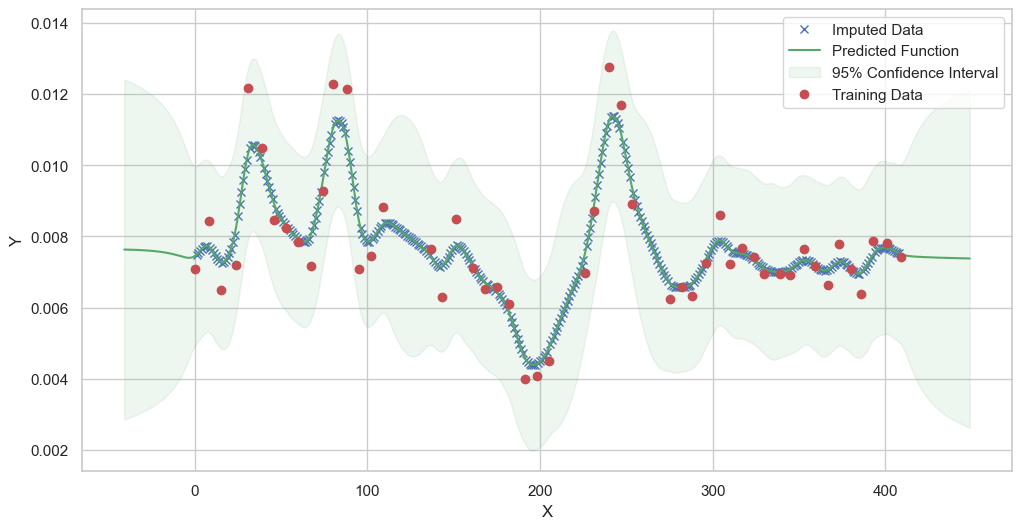 0.014
0.012
0.010
0.008
0.006
0.004
0.002
Y
0
100
200
300
400
X
Imputed Data
Predicted Function
95% Confidence Interval
Training Data